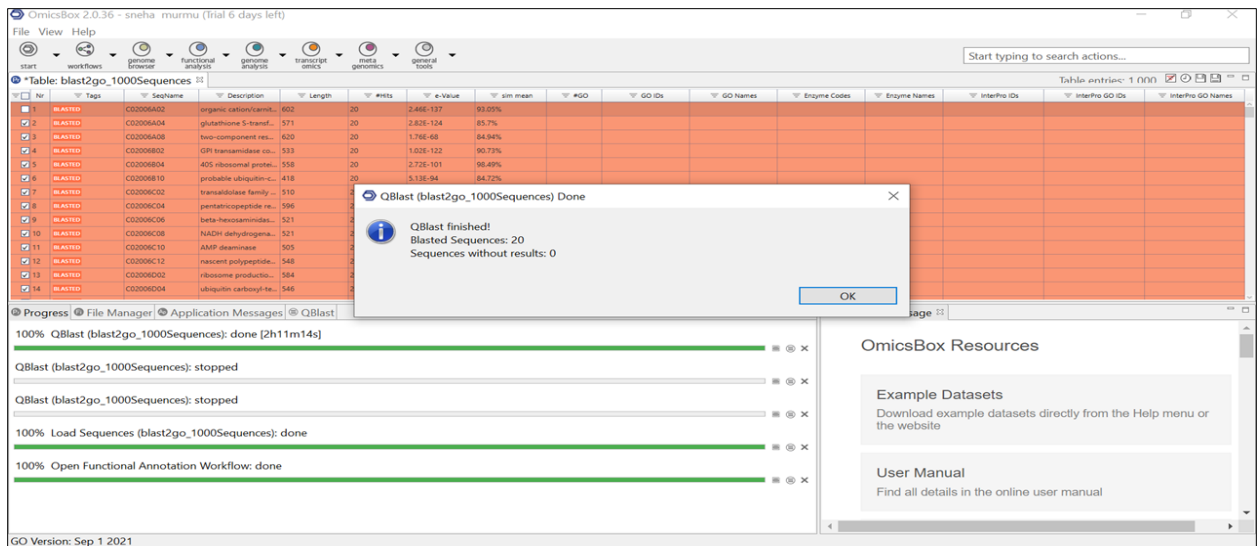 OmicsBox 2.0.36 - sneha murmu (Trial 6 days left)
File View Help
start workflows genome browser functional analysis genome analysis transcript omics meta genomics general tools
Start typing to search actions...
*Table: blast2go_1000Sequences
Table entries: 1 000
Nr Tags SeqName Description Length #Hits e-Value sim mean #GO GO IDs GO Names Enzyme Codes Enzyme Names InterPro IDs InterPro GO IDs InterPro GO Names
1 BLASTED C02006A02 organic cation/carnit... 602 20 2.46E-137 93.05%
2 BLASTED C02006A04 glutathione S-transf... 571 20 2.82E-124 85.7%
3 BLASTED C02006A08 two-component res... 620 20 1.76E-68 84.94%
4 BLASTED C02006B02 GPI transamidase co... 533 20 1.02E-122 90.73%
5 BLASTED C02006B04 40S ribosomal protei... 558 20 2.72E-101 98.49%
6 BLASTED C02006B10 probable ubiquitin-c... 418 20 5.13E-94 84.72%
7 BLASTED C02006C02 transaldolase family ... 510
8 BLASTED C02006C04 pentatricopeptide re... 596
9 BLASTED C02006C06 beta-hexosaminidas... 521
10 BLASTED C02006C08 NADH dehydrogena... 521
11 BLASTED C02006C10 AMP deaminase 505
12 BLASTED C02006C12 nascent polypeptide... 548
13 BLASTED C02006D02 ribosome productio... 584
14 BLASTED C02006D04 ubiquitin carboxyl-te... 546
QBlast (blast2go_1000Sequences) Done
QBlast finished!
Blasted Sequences: 20
Sequences without results: 0
OK
Progress File Manager Application Messages QBlast
100% QBlast (blast2go_1000Sequences): done [2h11m14s]
QBlast (blast2go_1000Sequences): stopped
QBlast (blast2go_1000Sequences): stopped
100% Load Sequences (blast2go_1000Sequences): done
100% Open Functional Annotation Workflow: done
OmicsBox Resources
Example Datasets
Download example datasets directly from the Help menu or
the website
User Manual
Find all details in the online user manual
GO Version: Sep 1 2021